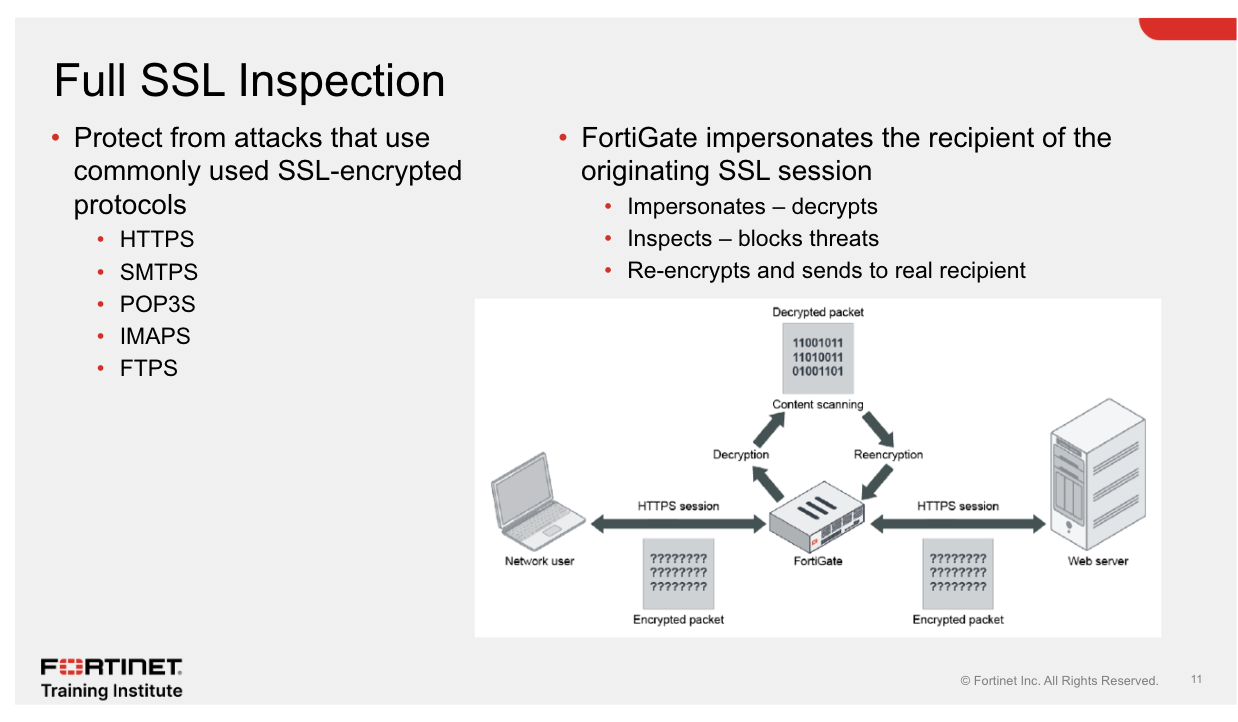 Full SSL Inspection
• Protect from attacks that use
commonly used SSL-encrypted
protocols
• HTTPS
• SMTPS
• POP3S
• IMAPS
• FTPS
• FortiGate impersonates the recipient of the
originating SSL session
• Impersonates – decrypts
• Inspects – blocks threats
• Re-encrypts and sends to real recipient
Decrypted packet
11001011
11010011
01001101
Content scanning
Decryption
Reencryption
HTTPS session
HTTPS session
Network user
????????
????????
????????
Encrypted packet
FortiGate
????????
????????
????????
Encrypted packet
Web server
FORTINET
Training Institute
© Fortinet Inc. All Rights Reserved.
11